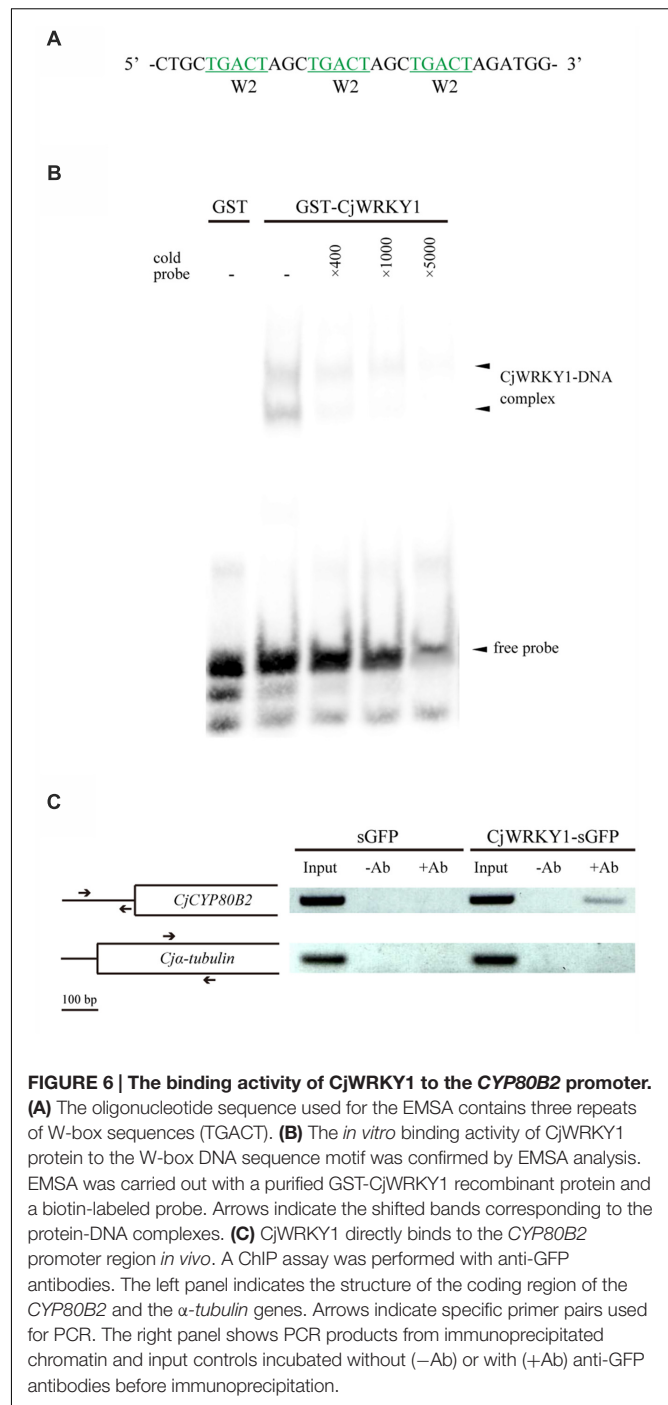 A
5' -CTGCTGACTAGCTGACTAGCTGACTAGATGG- 3'
W2 W2 W2
B
GST GST-CjWRKY1
cold probe - - ×400 ×1000 ×5000
CjWRKY1-DNA
complex
free probe
C
sGFP CjWRKY1-sGFP
Input -Ab +Ab Input -Ab +Ab
CjCYP80B2
Cjα-tubulin
100 bp
FIGURE 6 | The binding activity of CjWRKY1 to the CYP80B2 promoter.
(A) The oligonucleotide sequence used for the EMSA contains three repeats
of W-box sequences (TGACT). (B) The in vitro binding activity of CjWRKY1
protein to the W-box DNA sequence motif was confirmed by EMSA analysis.
EMSA was carried out with a purified GST-CjWRKY1 recombinant protein and
a biotin-labeled probe. Arrows indicate the shifted bands corresponding to the
protein-DNA complexes. (C) CjWRKY1 directly binds to the CYP80B2
promoter region in vivo. A ChIP assay was performed with anti-GFP
antibodies. The left panel indicates the structure of the coding region of the
CYP80B2 and the α-tubulin genes. Arrows indicate specific primer pairs used
for PCR. The right panel shows PCR products from immunoprecipitated
chromatin and input controls incubated without (−Ab) or with (+Ab) anti-GFP
antibodies before immunoprecipitation.